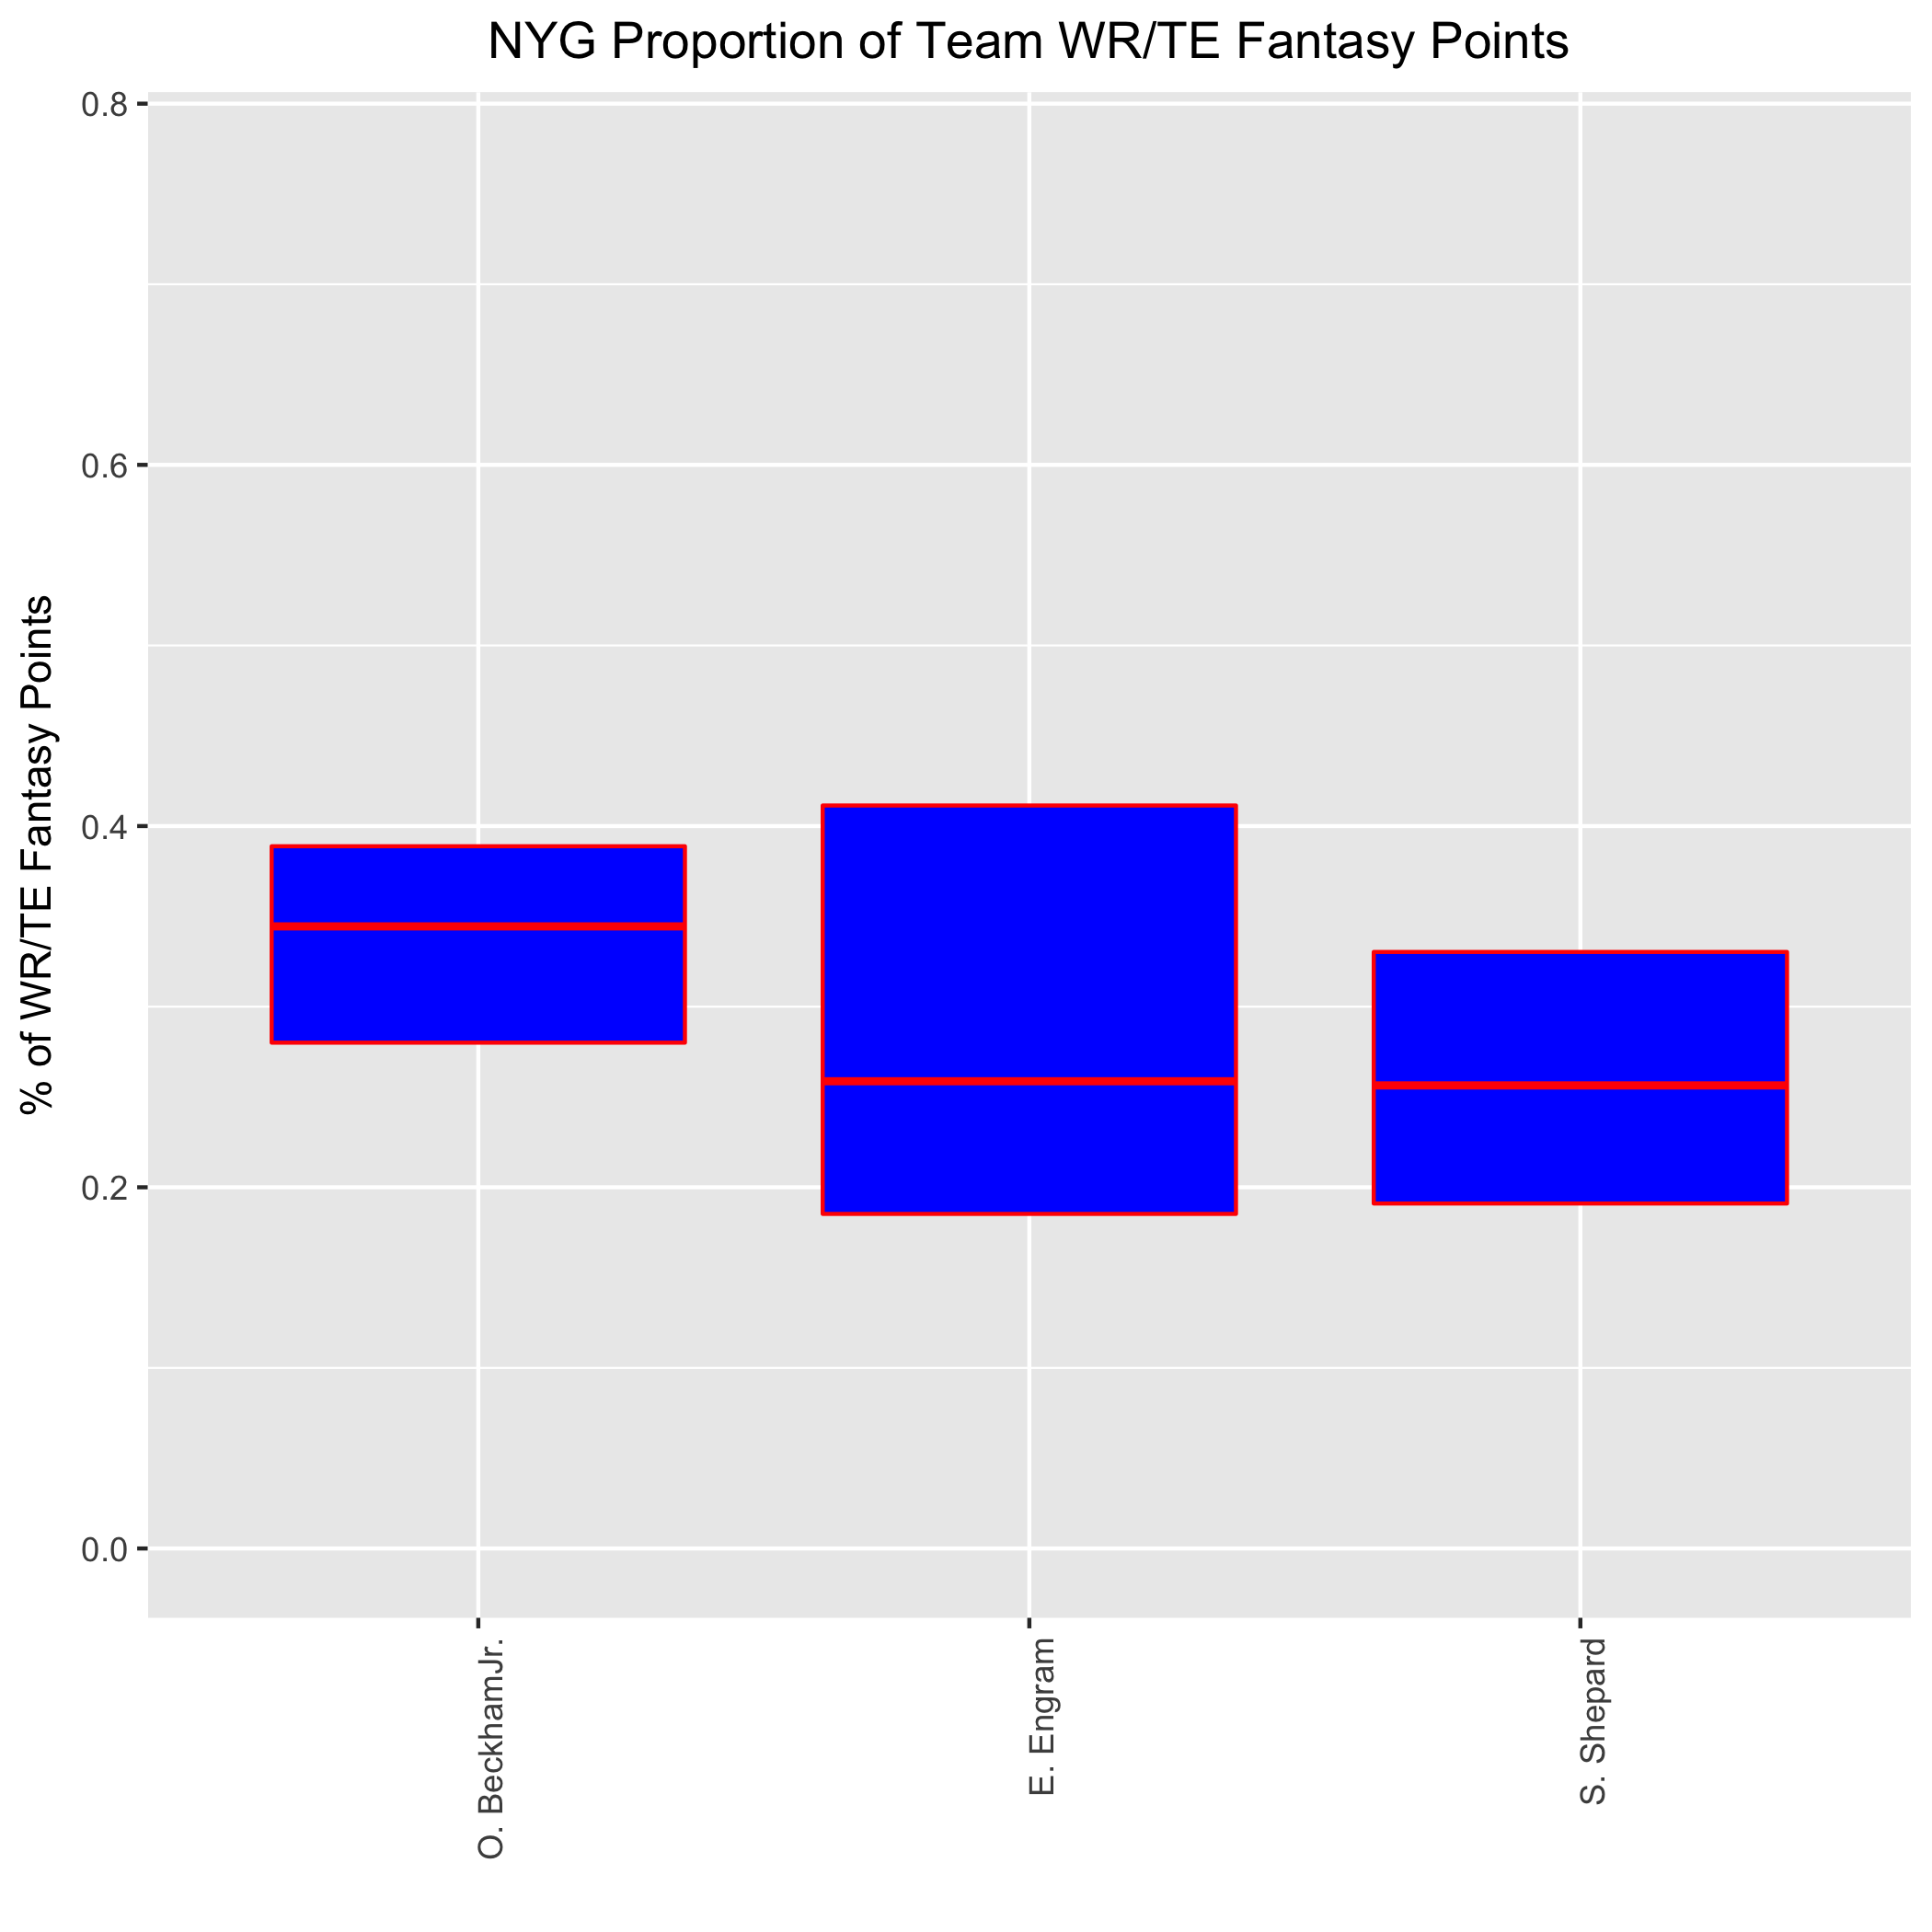 NYG Proportion of Team WR/TE Fantasy Points
% of WR/TE Fantasy Points
0.8
0.6
0.4
0.2
0.0
O. BeckhamJr.
E. Engram
S. Shepard